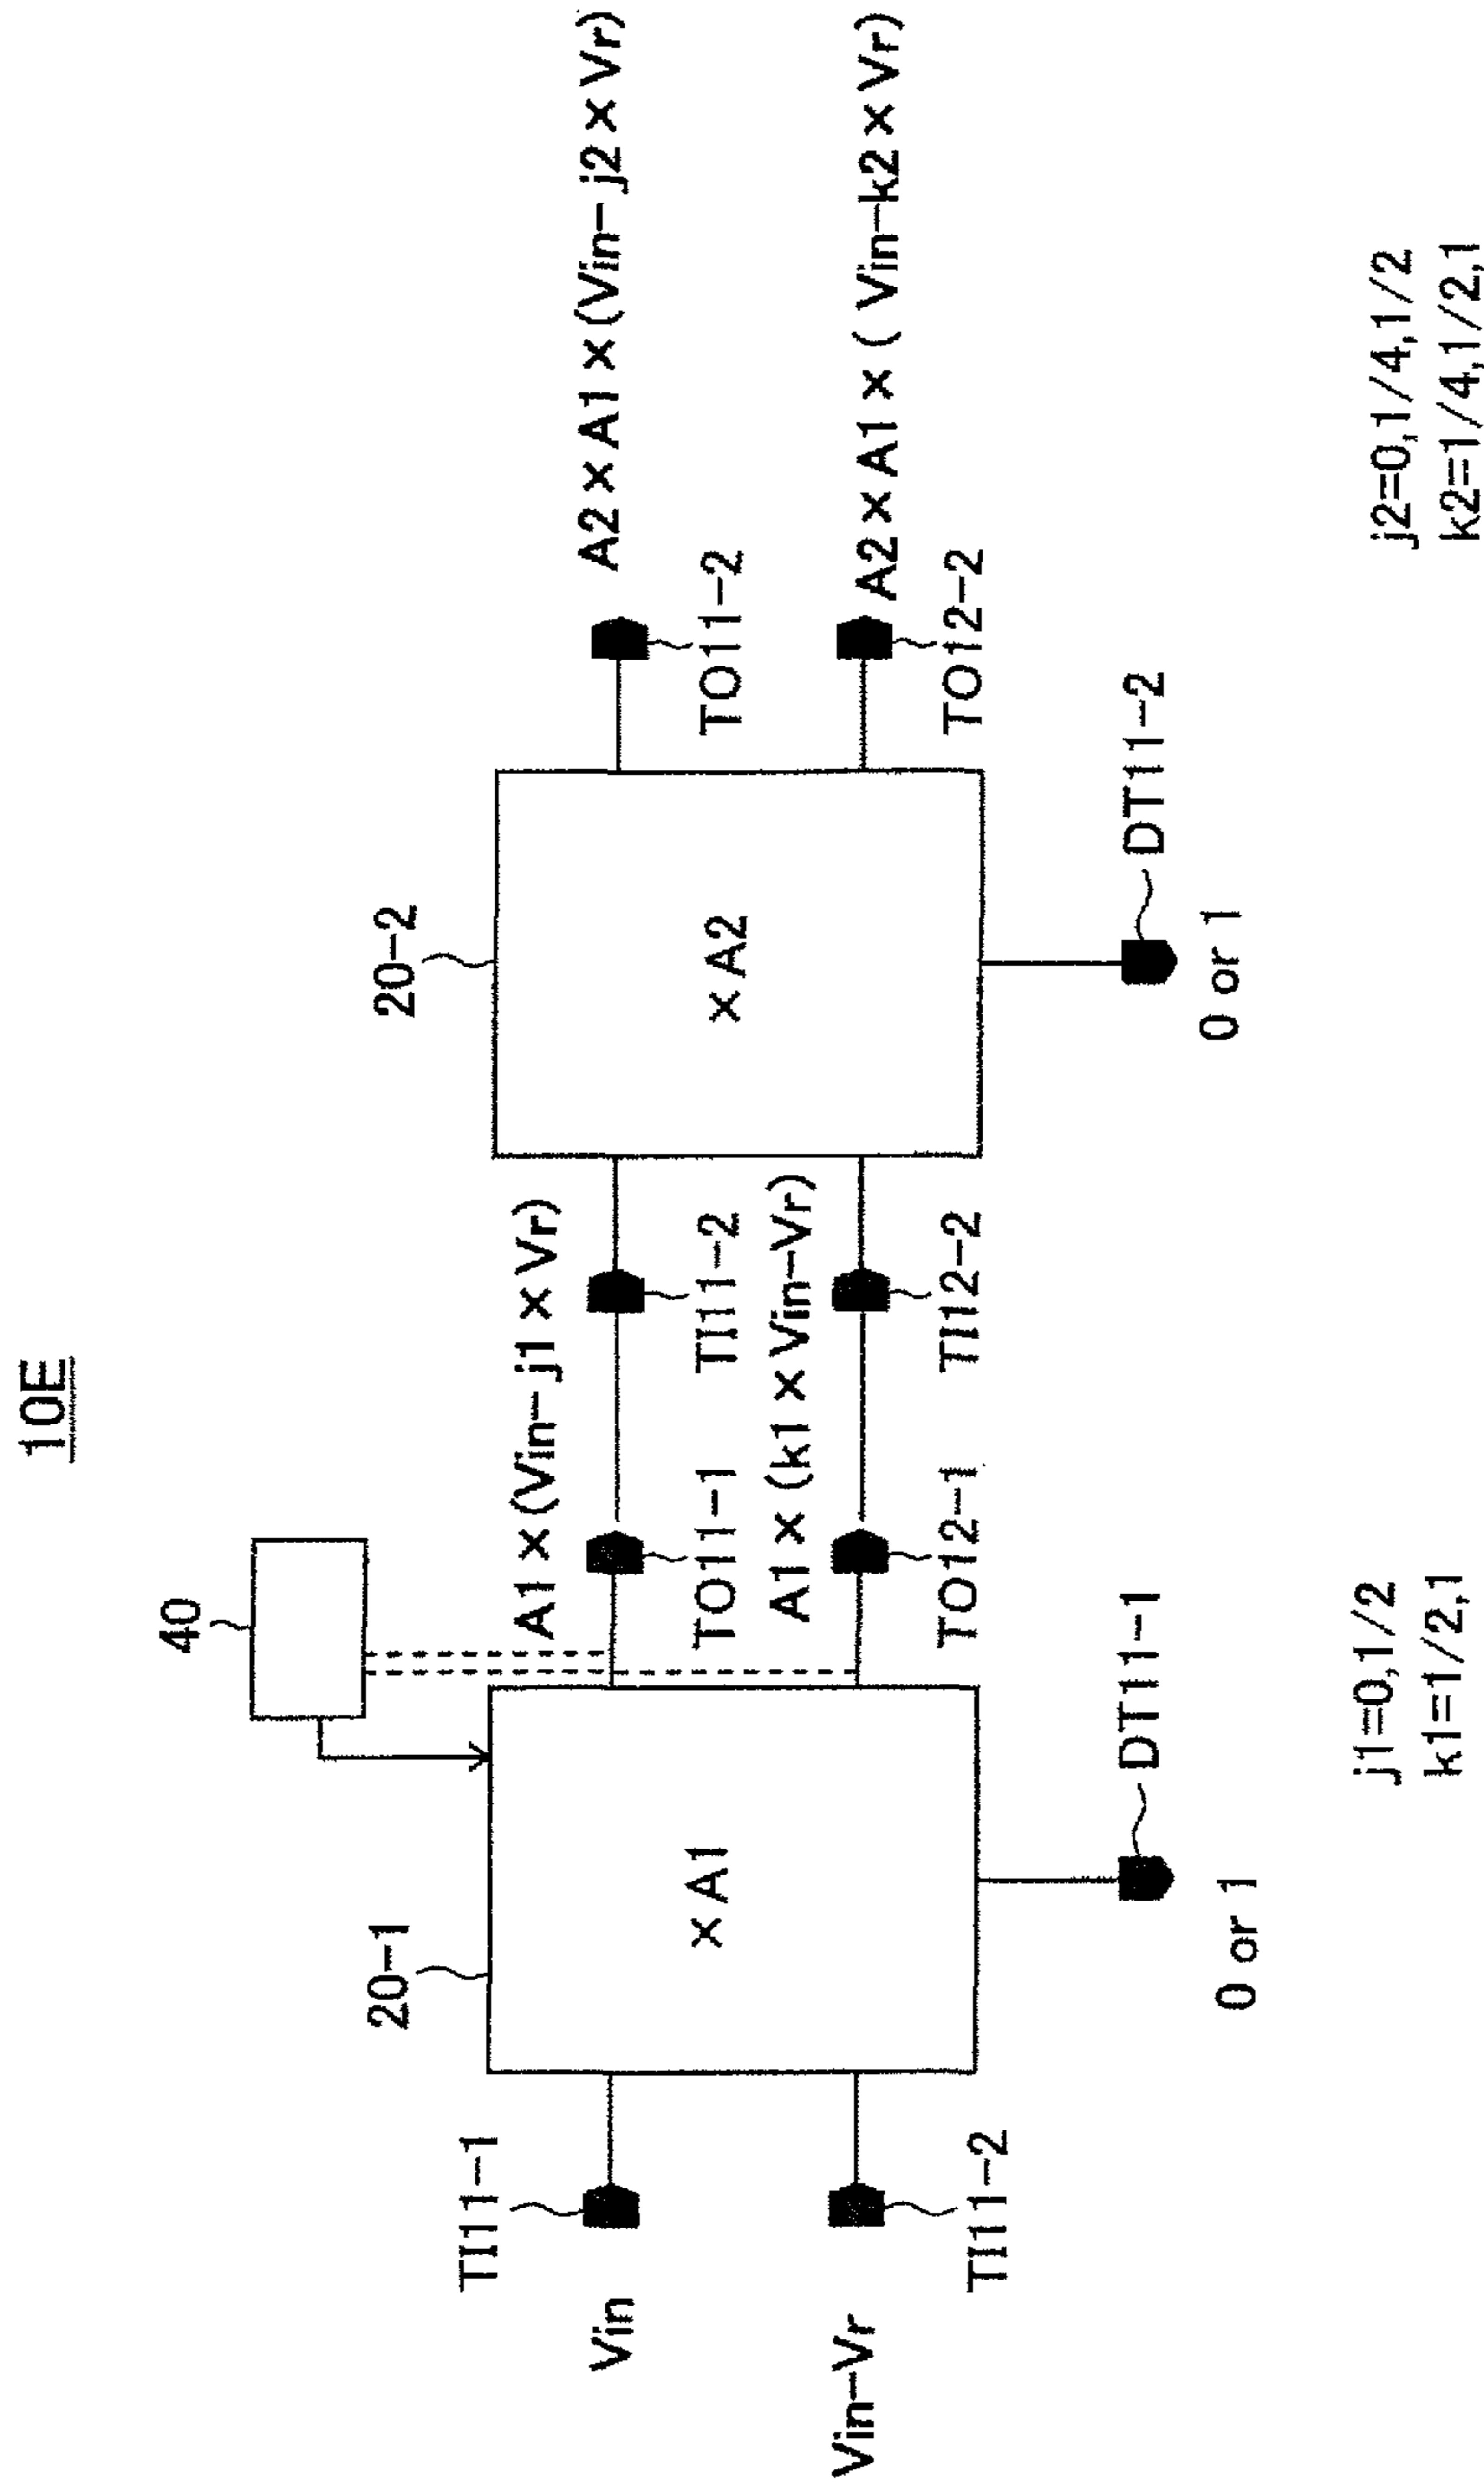 10E
40
20-1
20-2
TI11-1
Vin
Vin-Vr
TI11-2
×A1
A1×(Vin-j1×Vr)
TO11-1
TI11-2
A1×(k1×Vin-Vr)
TO12-1
TI12-2
×A2
A2×A1×(Vin-j2×Vr)
TO11-2
A2×A1×(Vin-k2×Vr)
TO12-2
DT11-1
0 or 1
DT11-2
0 or 1
j1=0,1/2
k1=1/2,1
j2=0,1/4,1/2
k2=1/4,1/2,1